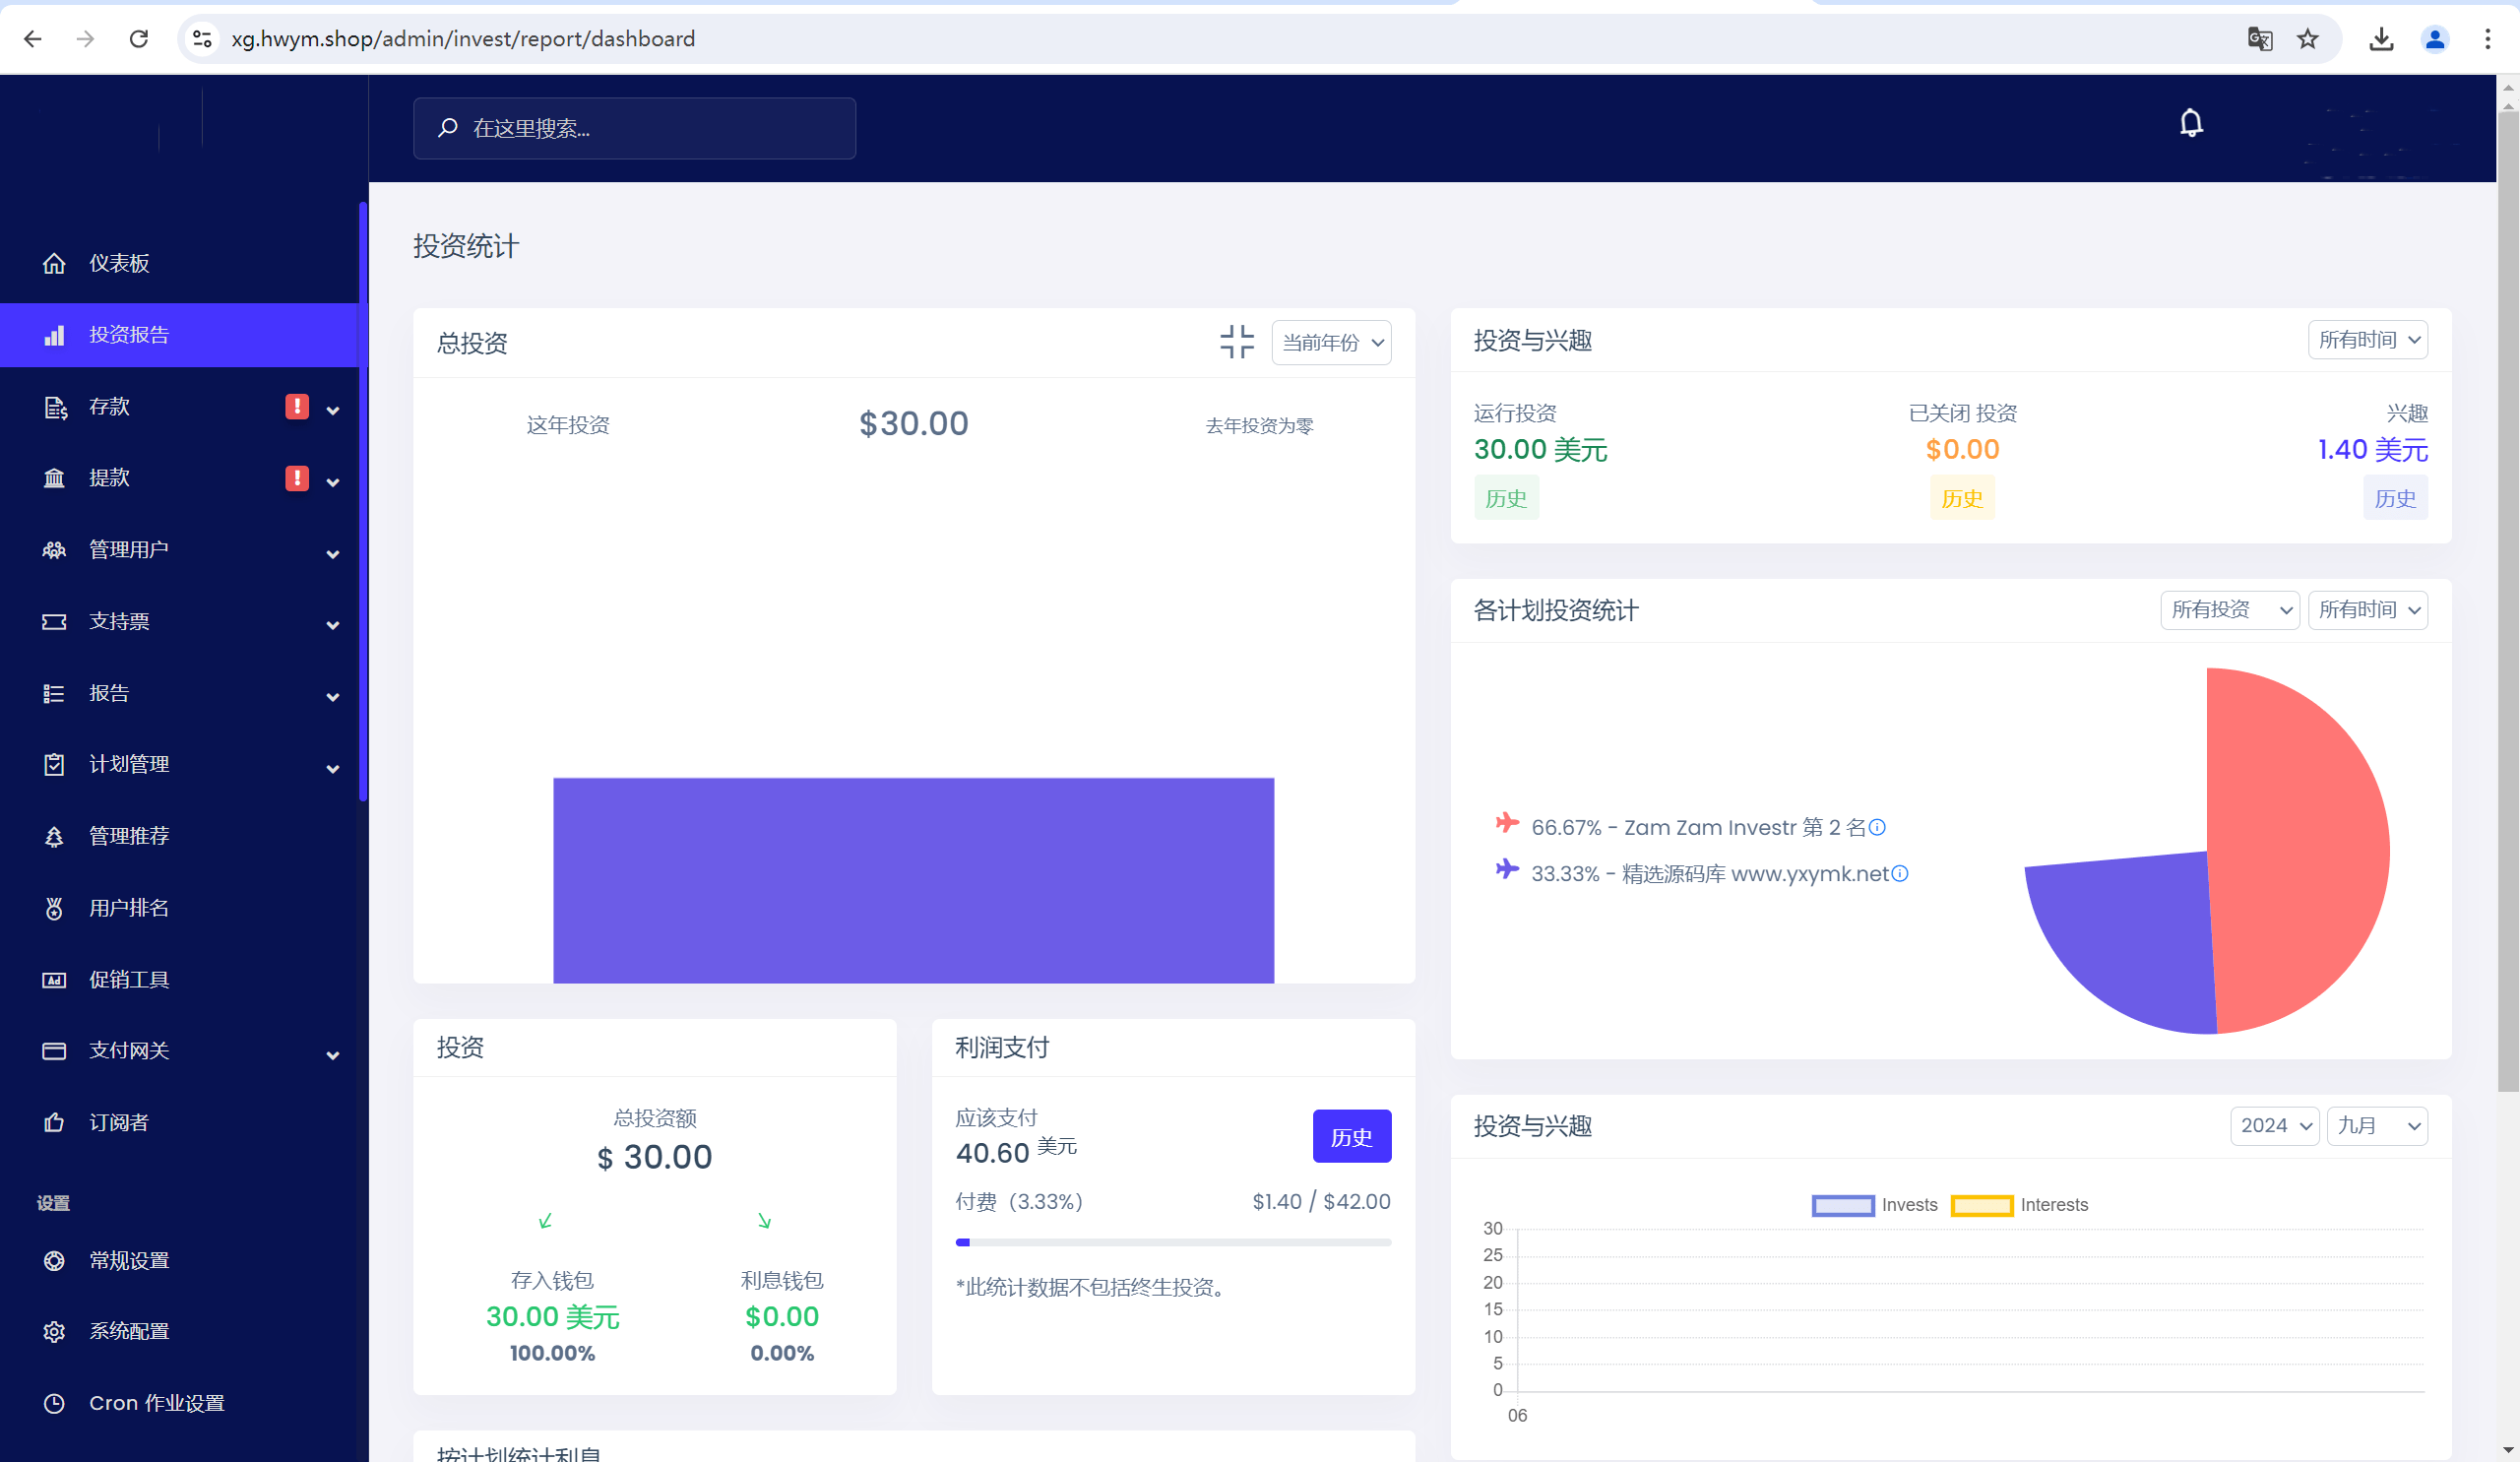 xg.hwym.shop/admin/invest/report/dashboard
在这里搜索...
仪表板
投资报告
存款
提款
管理用户
支持票
报告
计划管理
管理推荐
用户排名
Ad 促销工具
支付网关
订阅者
设置
常规设置
系统配置
Cron 作业设置
投资统计
总投资
当前年份
这年投资
$30.00
去年投资为零
投资
总投资额
$ 30.00
存入钱包
30.00 美元
100.00%
利息钱包
$0.00
0.00%
利润支付
应该支付
40.60 美元
历史
付费（3.33%）
$1.40 / $42.00
*此统计数据不包括终生投资。
按计划统计利息
投资与兴趣
所有时间
运行投资
30.00 美元
历史
已关闭 投资
$0.00
历史
兴趣
1.40 美元
历史
各计划投资统计
所有投资
所有时间
66.67% - Zam Zam Investr 第 2 名
33.33% - 精选源码库 www.yxymk.net
投资与兴趣
2024
九月
Invests
Interests
30
25
20
15
10
5
0
06